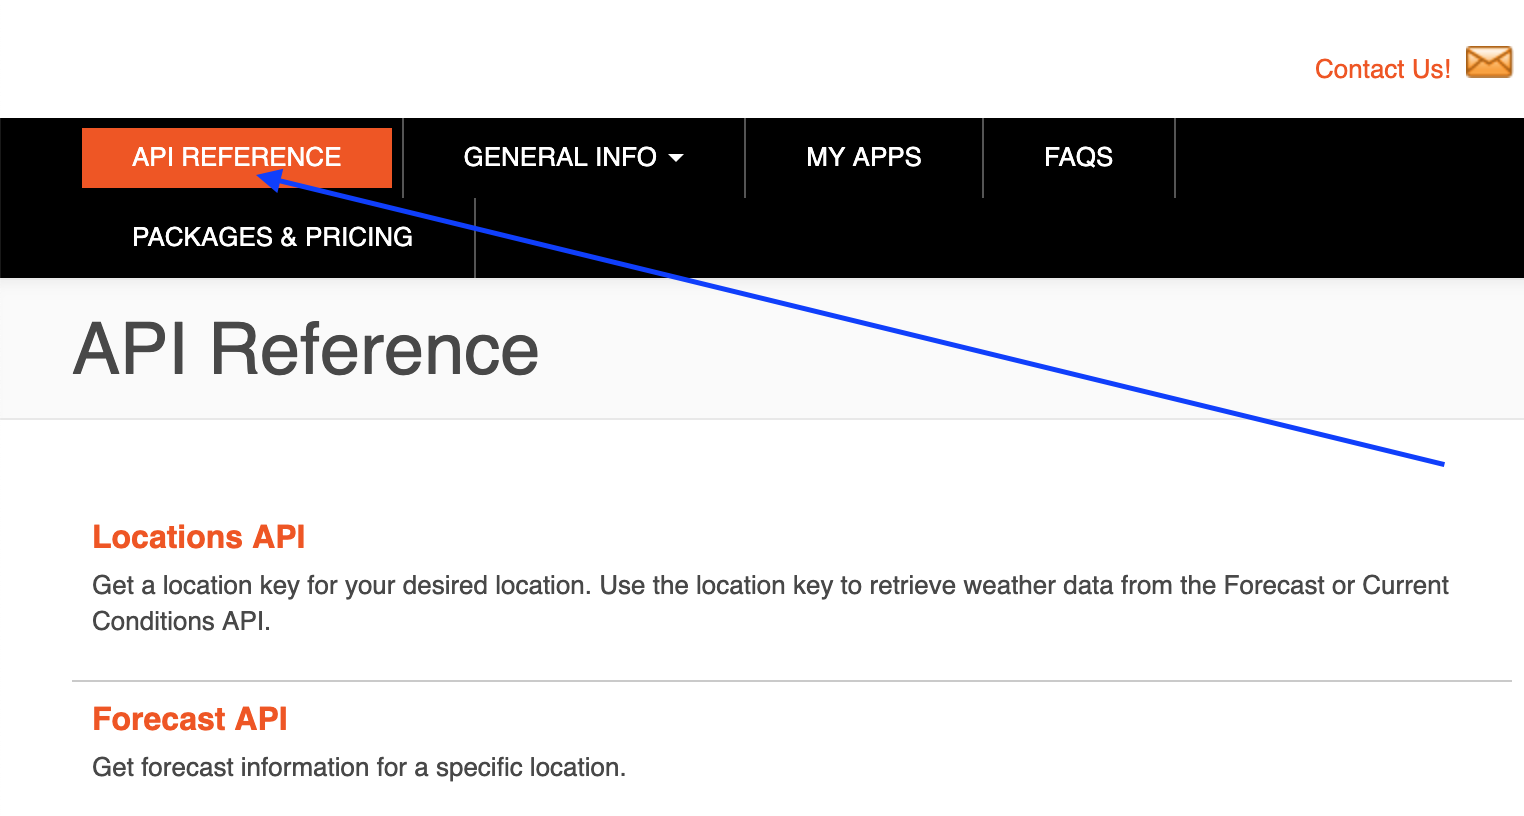 Contact Us!
API REFERENCE
GENERAL INFO
MY APPS
FAQS
PACKAGES & PRICING
API Reference
Locations API
Get a location key for your desired location. Use the location key to retrieve weather data from the Forecast or Current
Conditions API.
Forecast API
Get forecast information for a specific location.